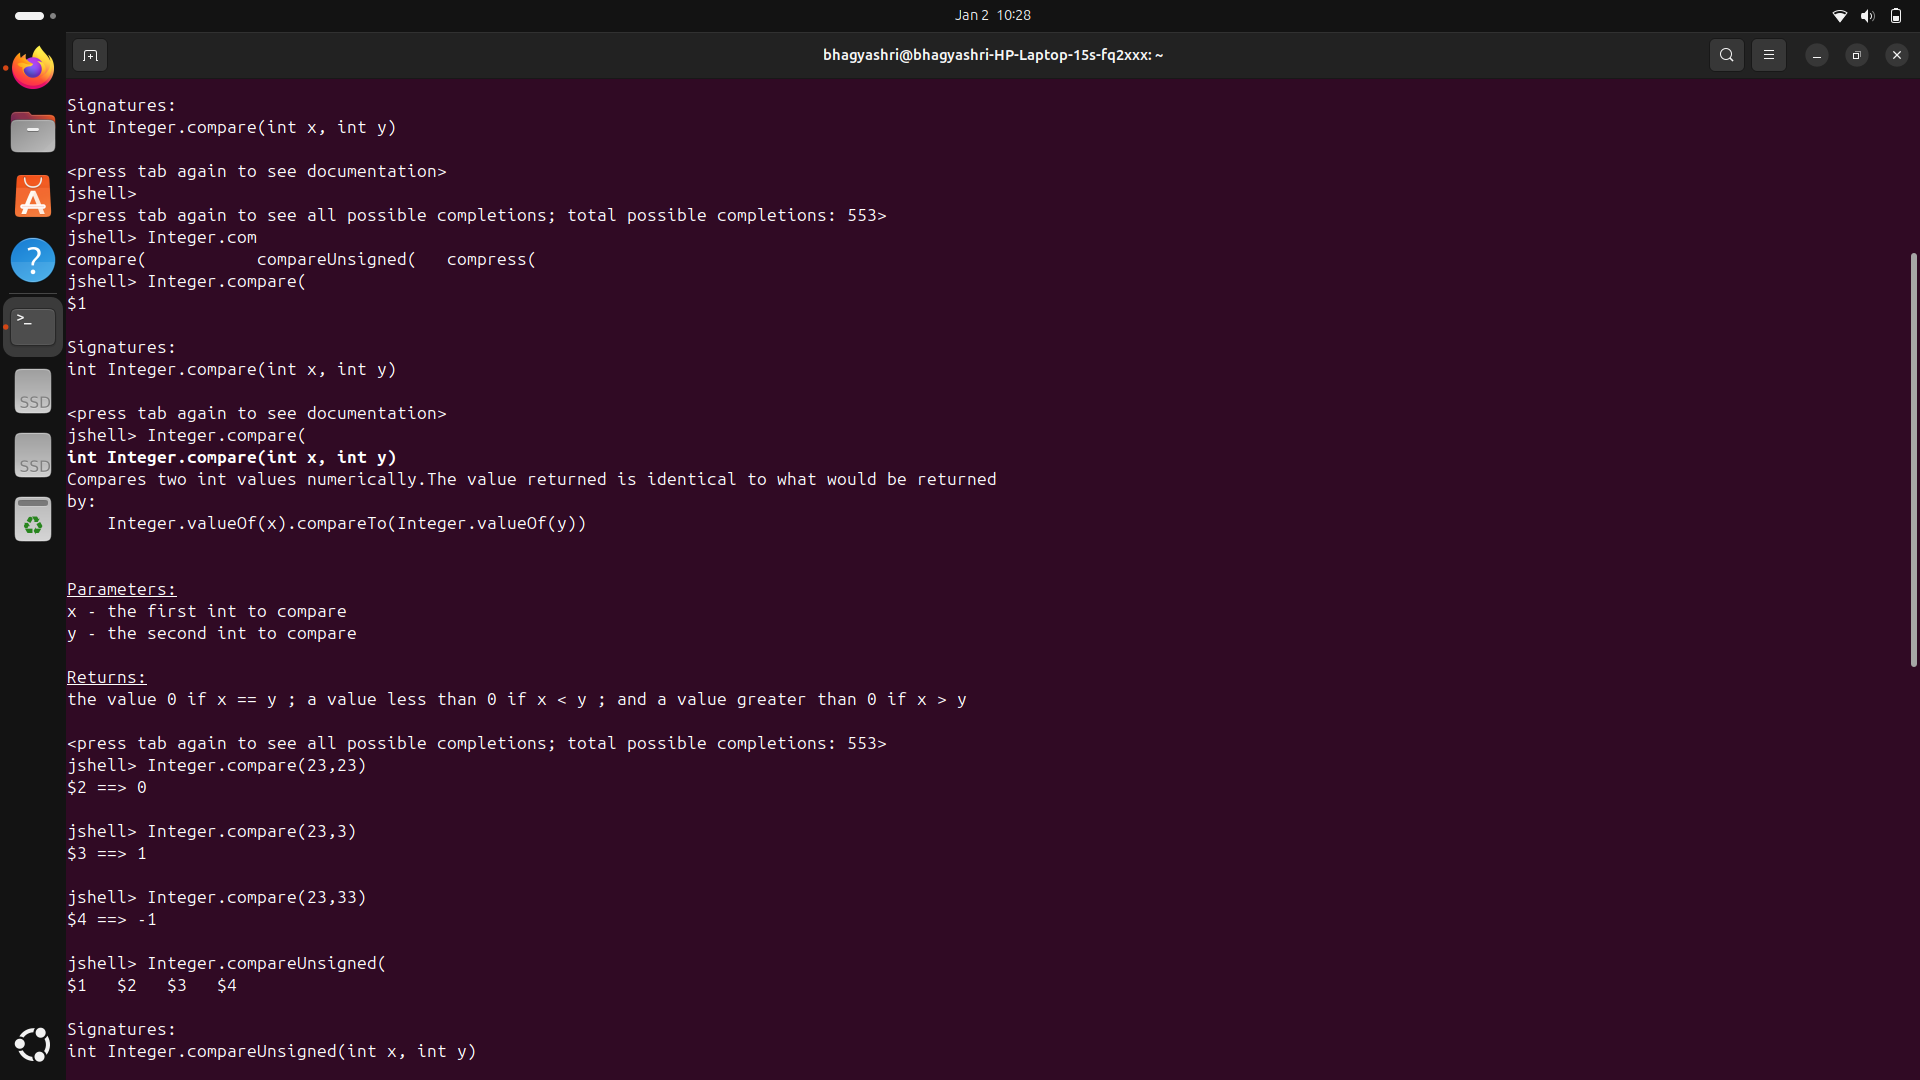 Jan 2  10:28
bhagyashri@bhagyashri-HP-Laptop-15s-fq2xxx: ~
Signatures:
int Integer.compare(int x, int y)
<press tab again to see documentation>
jshell>
<press tab again to see all possible completions; total possible completions: 553>
jshell> Integer.com
compare(           compareUnsigned(   compress(
jshell> Integer.compare(
$1
Signatures:
int Integer.compare(int x, int y)
<press tab again to see documentation>
jshell> Integer.compare(
int Integer.compare(int x, int y)
Compares two int values numerically.The value returned is identical to what would be returned
by:
    Integer.valueOf(x).compareTo(Integer.valueOf(y))
Parameters:
x - the first int to compare
y - the second int to compare
Returns:
the value 0 if x == y ; a value less than 0 if x < y ; and a value greater than 0 if x > y
<press tab again to see all possible completions; total possible completions: 553>
jshell> Integer.compare(23,23)
$2 ==> 0
jshell> Integer.compare(23,3)
$3 ==> 1
jshell> Integer.compare(23,33)
$4 ==> -1
jshell> Integer.compareUnsigned(
$1   $2   $3   $4
Signatures:
int Integer.compareUnsigned(int x, int y)
SSD
SSD